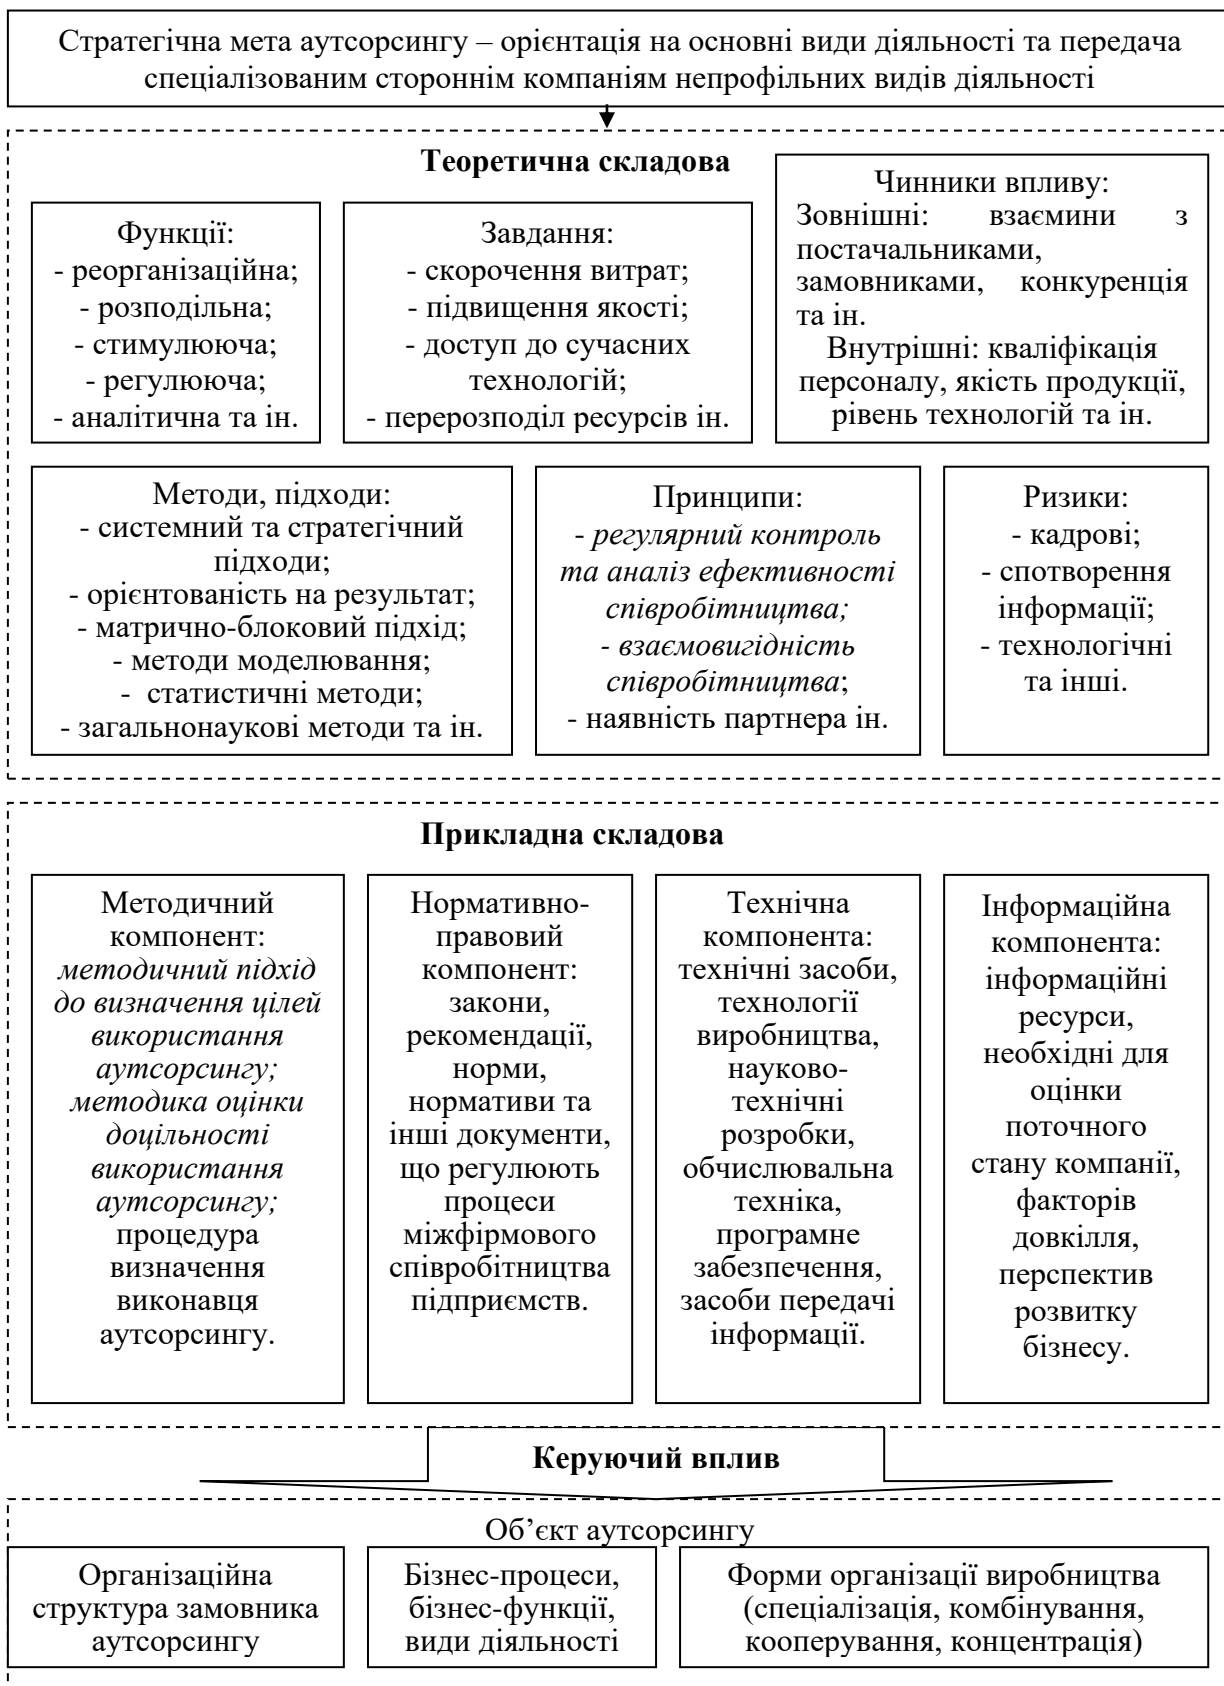 Стратегічна мета аутсорсингу – орієнтація на основні види діяльності та передача
спеціалізованим стороннім компаніям непрофільних видів діяльності
Теоретична складова
Функції:
- реорганізаційна;
- розподільна;
- стимулююча;
- регулююча;
- аналітична та ін.
Завдання:
- скорочення витрат;
- підвищення якості;
- доступ до сучасних
технологій;
- перерозподіл ресурсів ін.
Чинники впливу:
Зовнішні: взаємини з
постачальниками,
замовниками, конкуренція
та ін.
Внутрішні: кваліфікація
персоналу, якість продукції,
рівень технологій та ін.
Методи, підходи:
- системний та стратегічний
підходи;
- орієнтованість на результат;
- матрично-блоковий підхід;
- методи моделювання;
- статистичні методи;
- загальнонаукові методи та ін.
Принципи:
- регулярний контроль
та аналіз ефективності
співробітництва;
- взаємовигідність
співробітництва;
- наявність партнера ін.
Ризики:
- кадрові;
- спотворення
інформації;
- технологічні
та інші.
Прикладна складова
Методичний
компонент:
методичний підхід
до визначення цілей
використання
аутсорсингу;
методика оцінки
доцільності
використання
аутсорсингу;
процедура
визначення
виконавця
аутсорсингу.
Нормативно-
правовий
компонент:
закони,
рекомендації,
норми,
нормативи та
інші документи,
що регулюють
процеси
міжфірмового
співробітництва
підприємств.
Технічна
компонента:
технічні засоби,
технології
виробництва,
науково-
технічні
розробки,
обчислювальна
техніка,
програмне
забезпечення,
засоби передачі
інформації.
Інформаційна
компонента:
інформаційні
ресурси,
необхідні для
оцінки
поточного
стану компанії,
факторів
довкілля,
перспектив
розвитку
бізнесу.
Керуючий вплив
Об’єкт аутсорсингу
Організаційна
структура замовника
аутсорсингу
Бізнес-процеси,
бізнес-функції,
види діяльності
Форми організації виробництва
(спеціалізація, комбінування,
кооперування, концентрація)